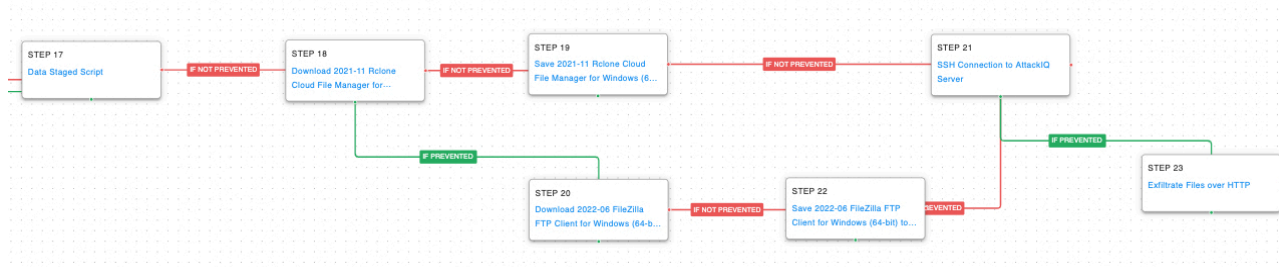 STEP 17
Data Staged Script
IF NOT PREVENTED
STEP 18
Download 2021-11 Rclone
Cloud File Manager for...
IF NOT PREVENTED
STEP 19
Save 2021-11 Rclone Cloud
File Manager for Windows (6...
IF NOT PREVENTED
STEP 21
SSH Connection to AttackIQ
Server
IF PREVENTED
IF PREVENTED
STEP 23
Exfiltrate Files over HTTP
STEP 20
Download 2022-06 FileZilla
FTP Client for Windows (64-b...
IF NOT PREVENTED
STEP 22
Save 2022-06 FileZilla FTP
Client for Windows (64-bit) to...
EVENTED